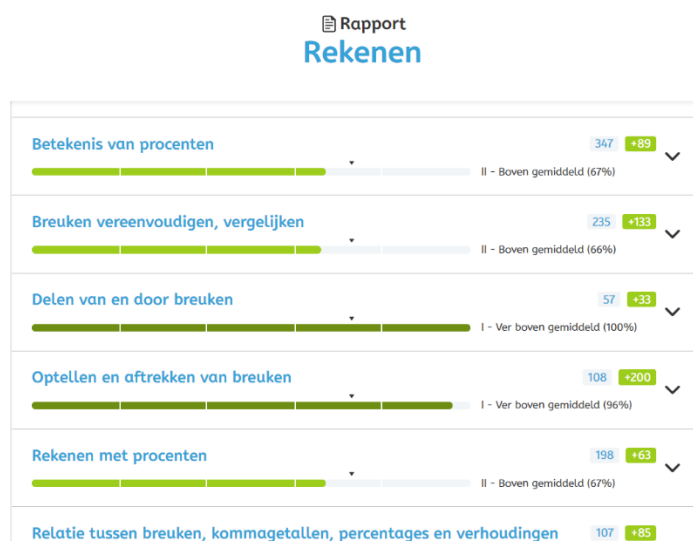 Rapport
Rekenen
Betekenis van procenten 347 +89
II - Boven gemiddeld (67%)
Breuken vereenvoudigen, vergelijken 235 +133
II - Boven gemiddeld (66%)
Delen van en door breuken 57 +33
I - Ver boven gemiddeld (100%)
Optellen en aftrekken van breuken 108 +200
I - Ver boven gemiddeld (96%)
Rekenen met procenten 198 +63
II - Boven gemiddeld (67%)
Relatie tussen breuken, kommagetallen, percentages en verhoudingen 107 +85